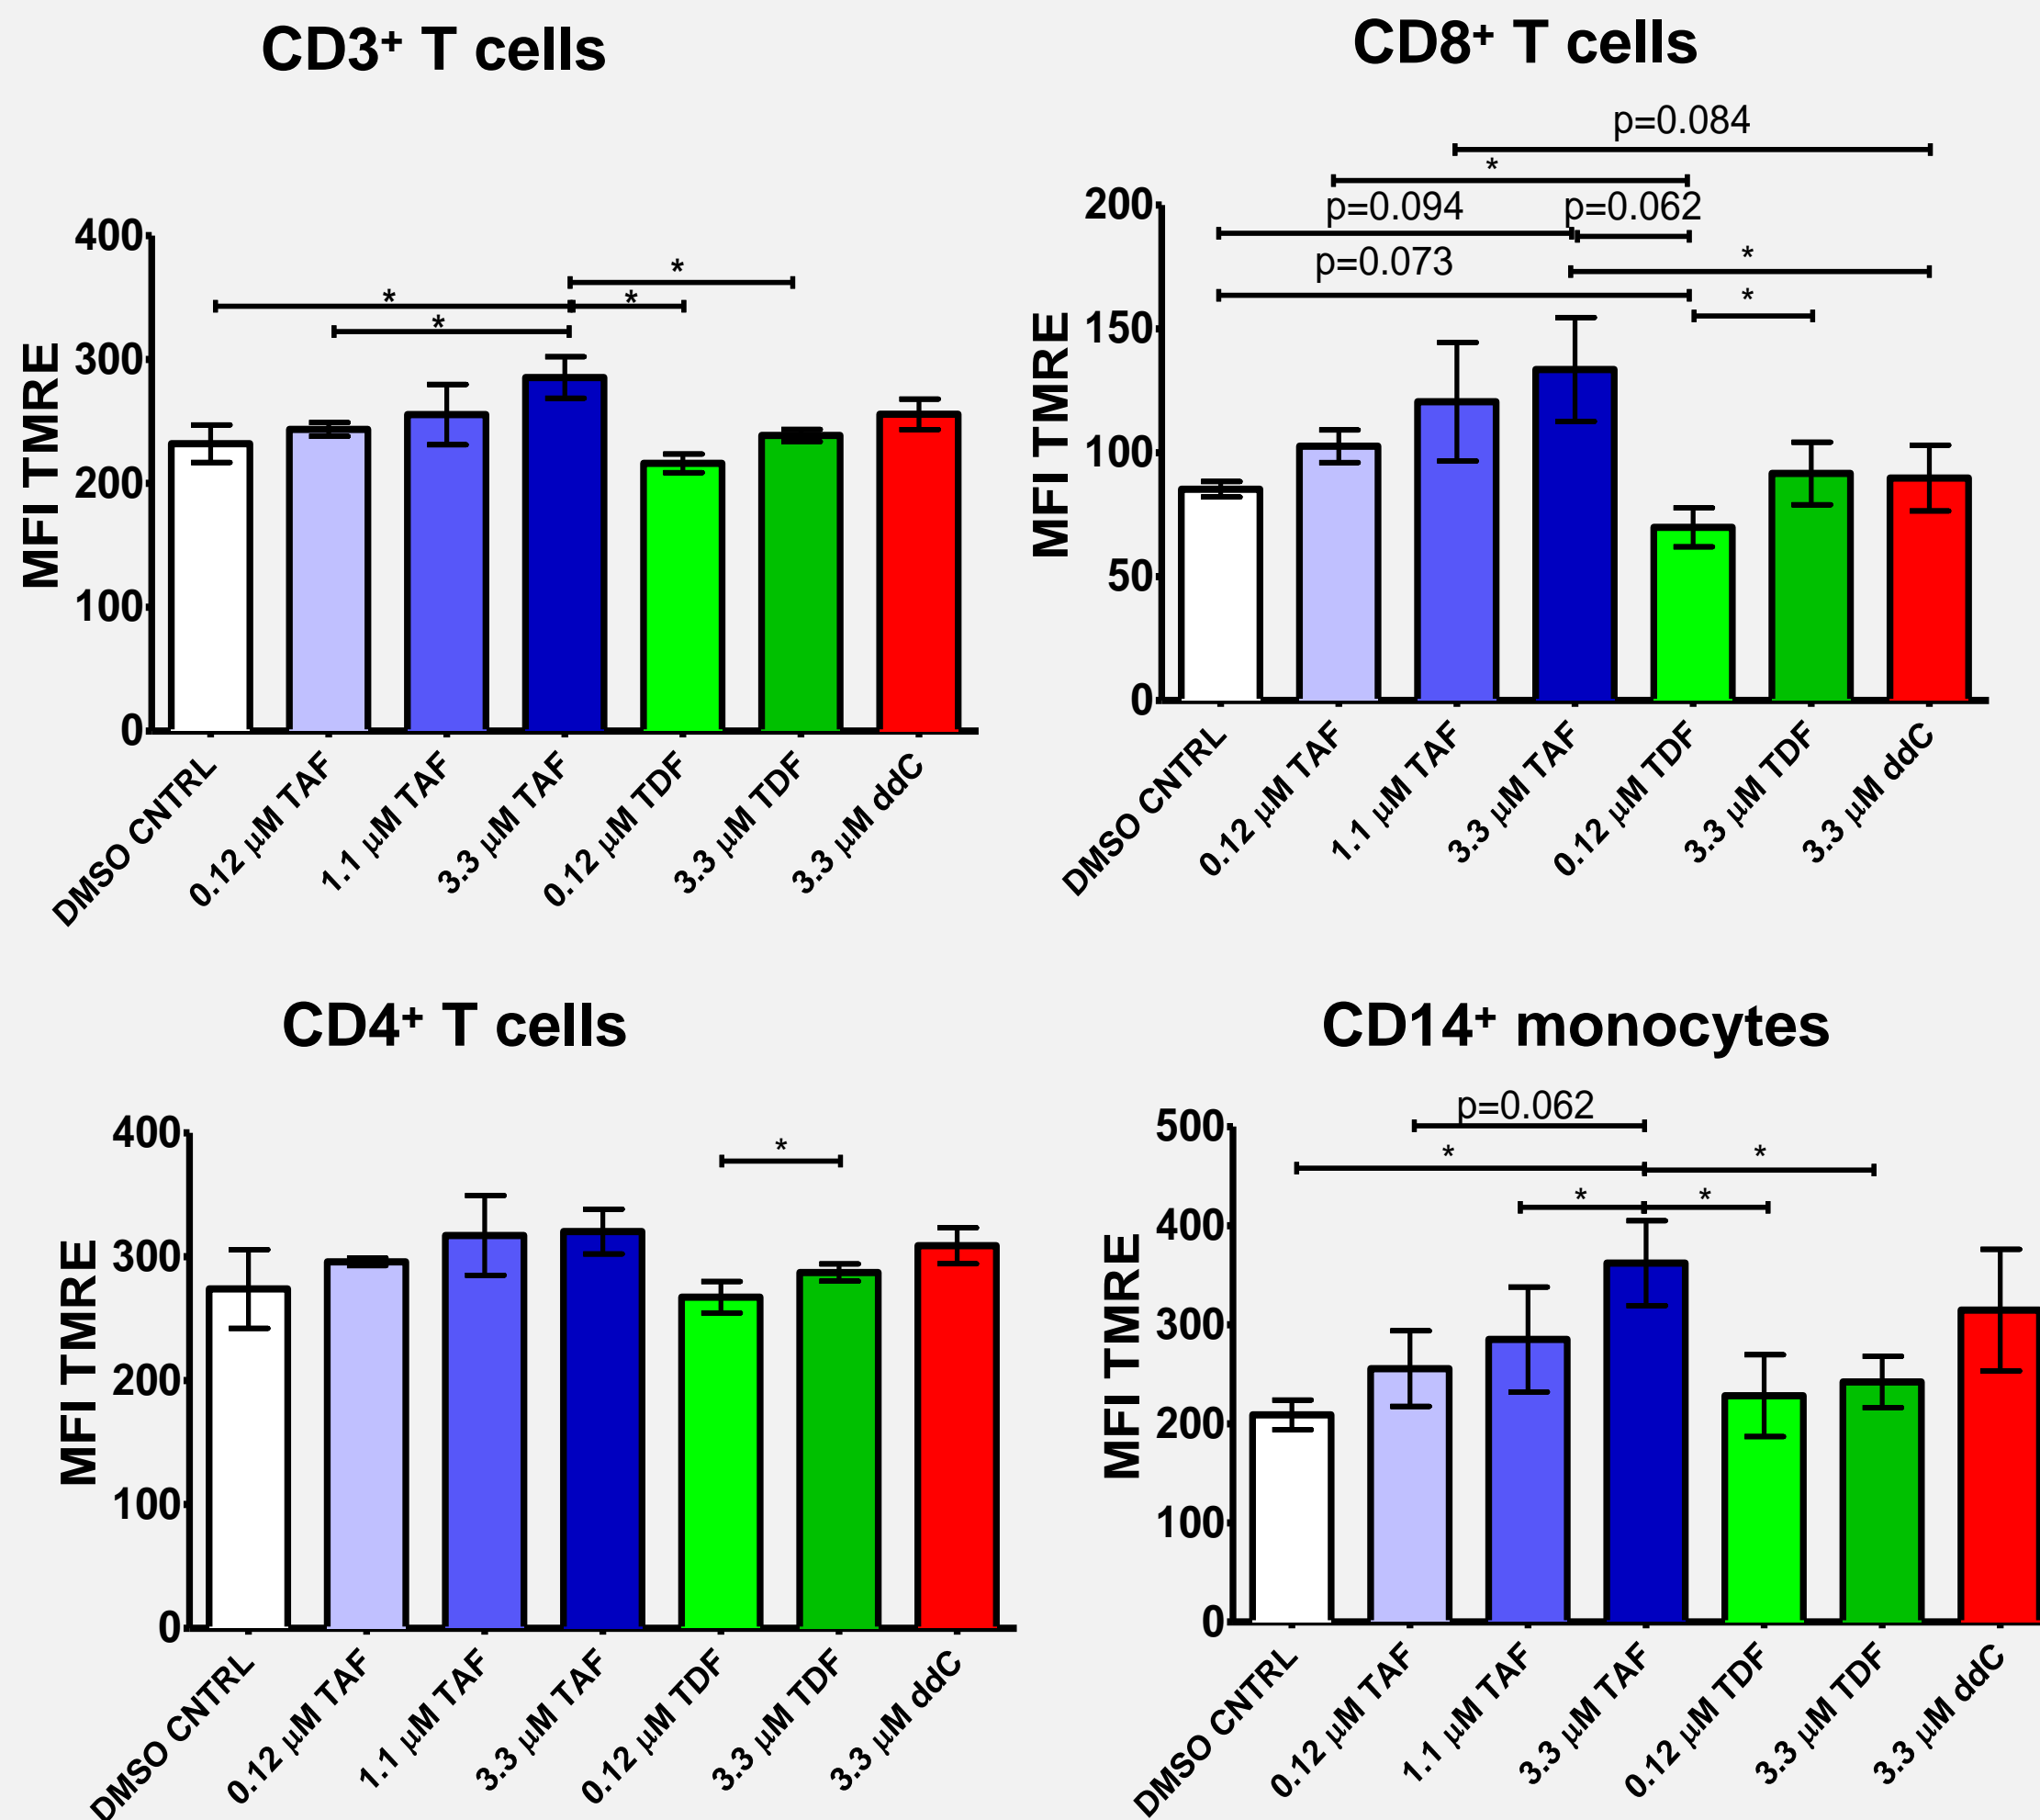 CD3+ T cells
*
*
*
*
MFI TMRE
400
300
200
100
0
DMSO CNTRL
0.12 µM TAF
1.1 µM TAF
3.3 µM TAF
0.12 µM TDF
3.3 µM TDF
3.3 µM ddC
CD8+ T cells
p=0.084
*
p=0.094 p=0.062
p=0.073 *
*
MFI TMRE
200
150
100
50
0
DMSO CNTRL
0.12 µM TAF
1.1 µM TAF
3.3 µM TAF
0.12 µM TDF
3.3 µM TDF
3.3 µM ddC
CD4+ T cells
*
MFI TMRE
400
300
200
100
0
DMSO CNTRL
0.12 µM TAF
1.1 µM TAF
3.3 µM TAF
0.12 µM TDF
3.3 µM TDF
3.3 µM ddC
CD14+ monocytes
p=0.062
* *
* *
MFI TMRE
500
400
300
200
100
0
DMSO CNTRL
0.12 µM TAF
1.1 µM TAF
3.3 µM TAF
0.12 µM TDF
3.3 µM TDF
3.3 µM ddC